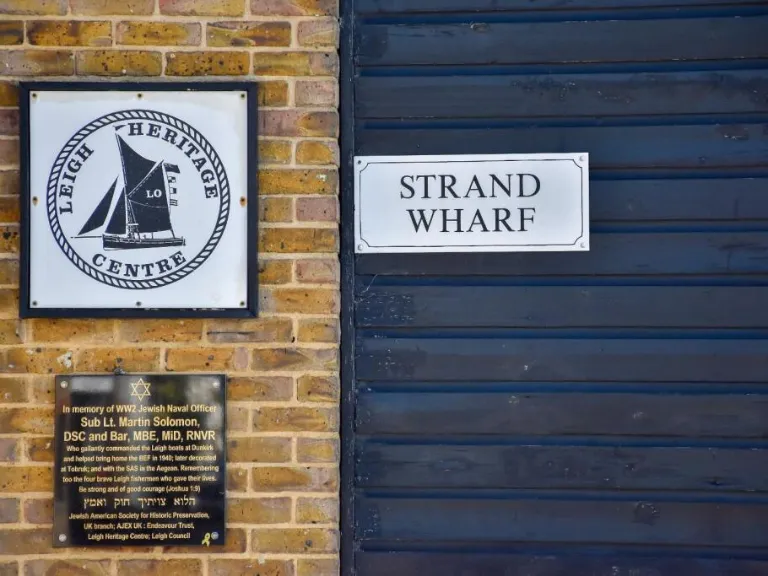 LEIGH HERITAGE
CENTRE
LO
STRAND
WHARF
In memory of WW2 Jewish Naval Officer
Sub Lt. Martin Solomon,
DSC and Bar, MBE, MiD, RNVR
Who gallantly commanded the Leigh boats at Dunkirk
and helped bring home the BEF in 1940; later decorated
at Tobruk; and with the SAS in the Aegean. Remembering
too the four brave Leigh fishermen who gave their lives.
Be strong and of good courage (Joshua 1:9)
הלוא צויתיך חזק ואמץ
Jewish American Society for Historic Preservation,
UK branch; AJEX UK : Endeavour Trust,
Leigh Heritage Centre; Leigh Council